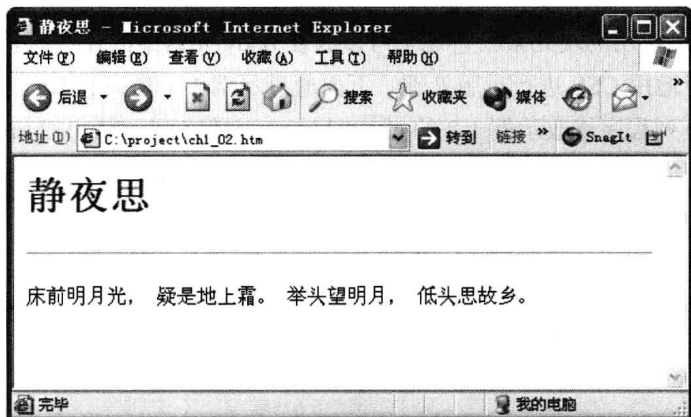 静夜思 - Microsoft Internet Explorer
文件(F) 编辑(E) 查看(V) 收藏(A) 工具(T) 帮助(H)
后退 搜索 收藏夹 媒体 »
地址(D) C:\project\ch1_02.htm 转到 链接 » SnagIt
静夜思
床前明月光， 疑是地上霜。 举头望明月， 低头思故乡。
完毕 我的电脑